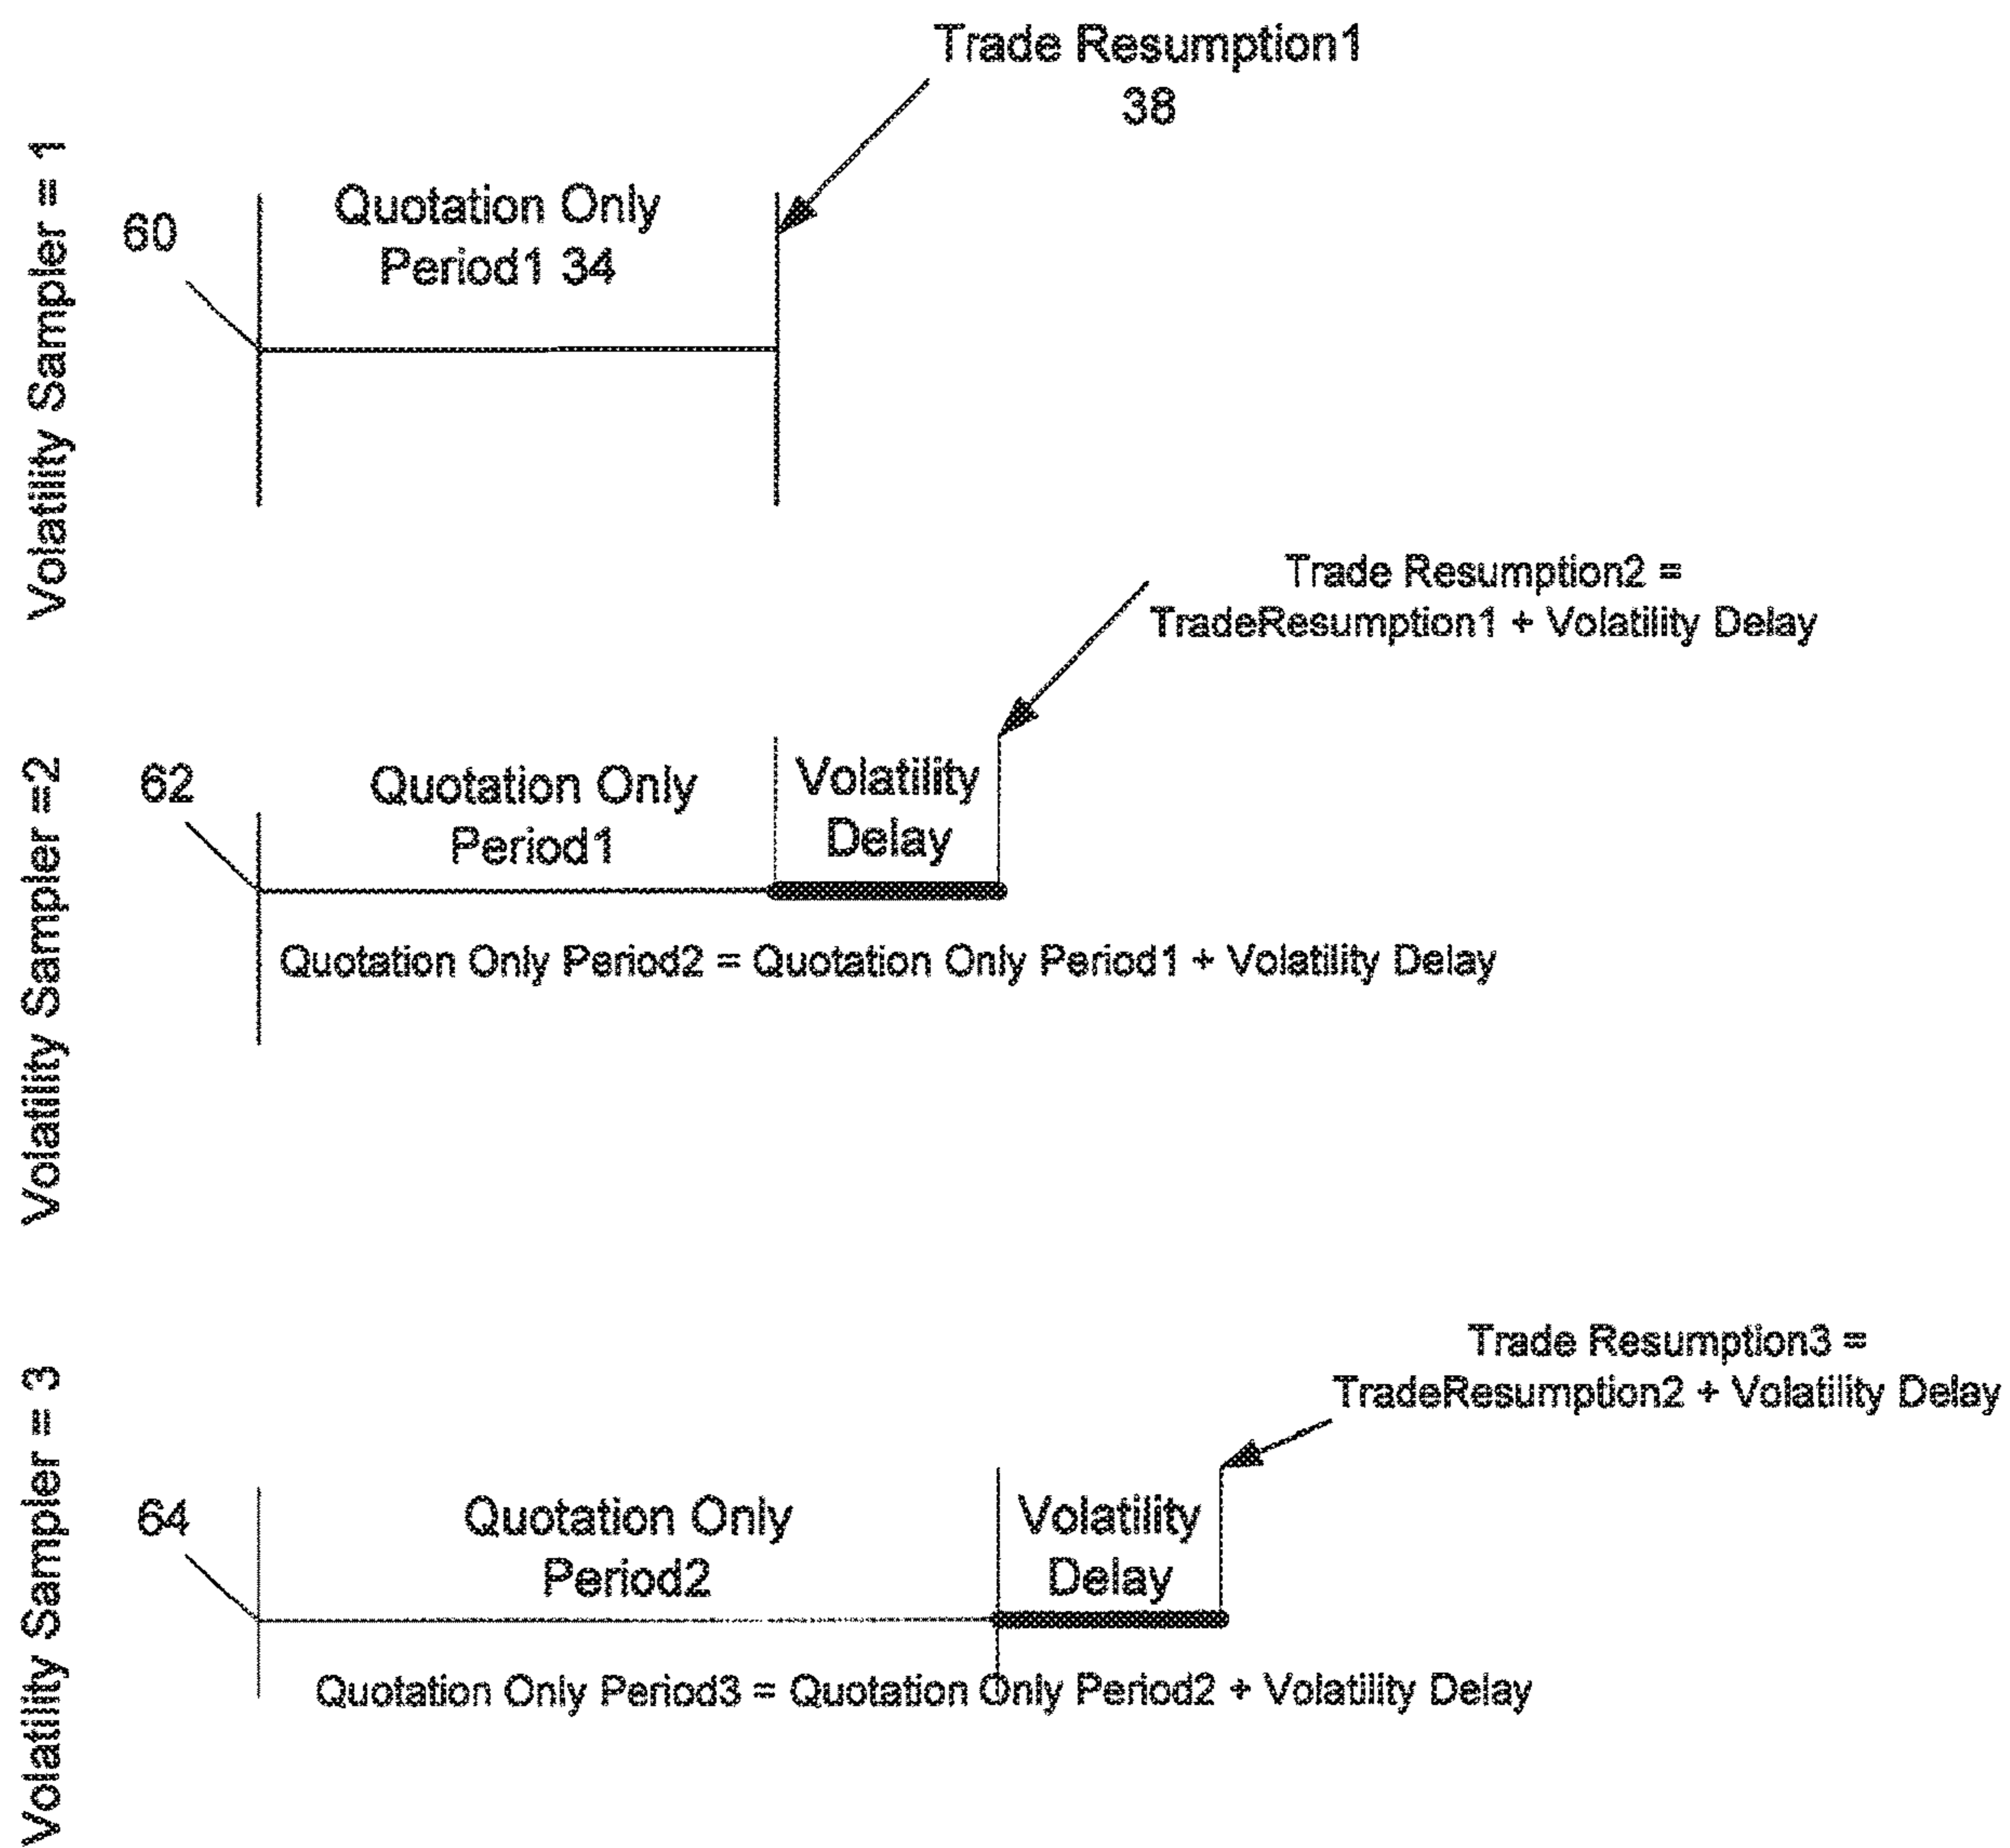 Trade Resumption1
38
Volatility Sampler = 1
60
Quotation Only
Period1 34
Trade Resumption2 =
TradeResumption1 + Volatility Delay
Volatility Sampler =2
62
Quotation Only
Period1
Volatility
Delay
Quotation Only Period2 = Quotation Only Period1 + Volatility Delay
Trade Resumption3 =
TradeResumption2 + Volatility Delay
Volatility Sampler = 3
64
Quotation Only
Period2
Volatility
Delay
Quotation Only Period3 = Quotation Only Period2 + Volatility Delay